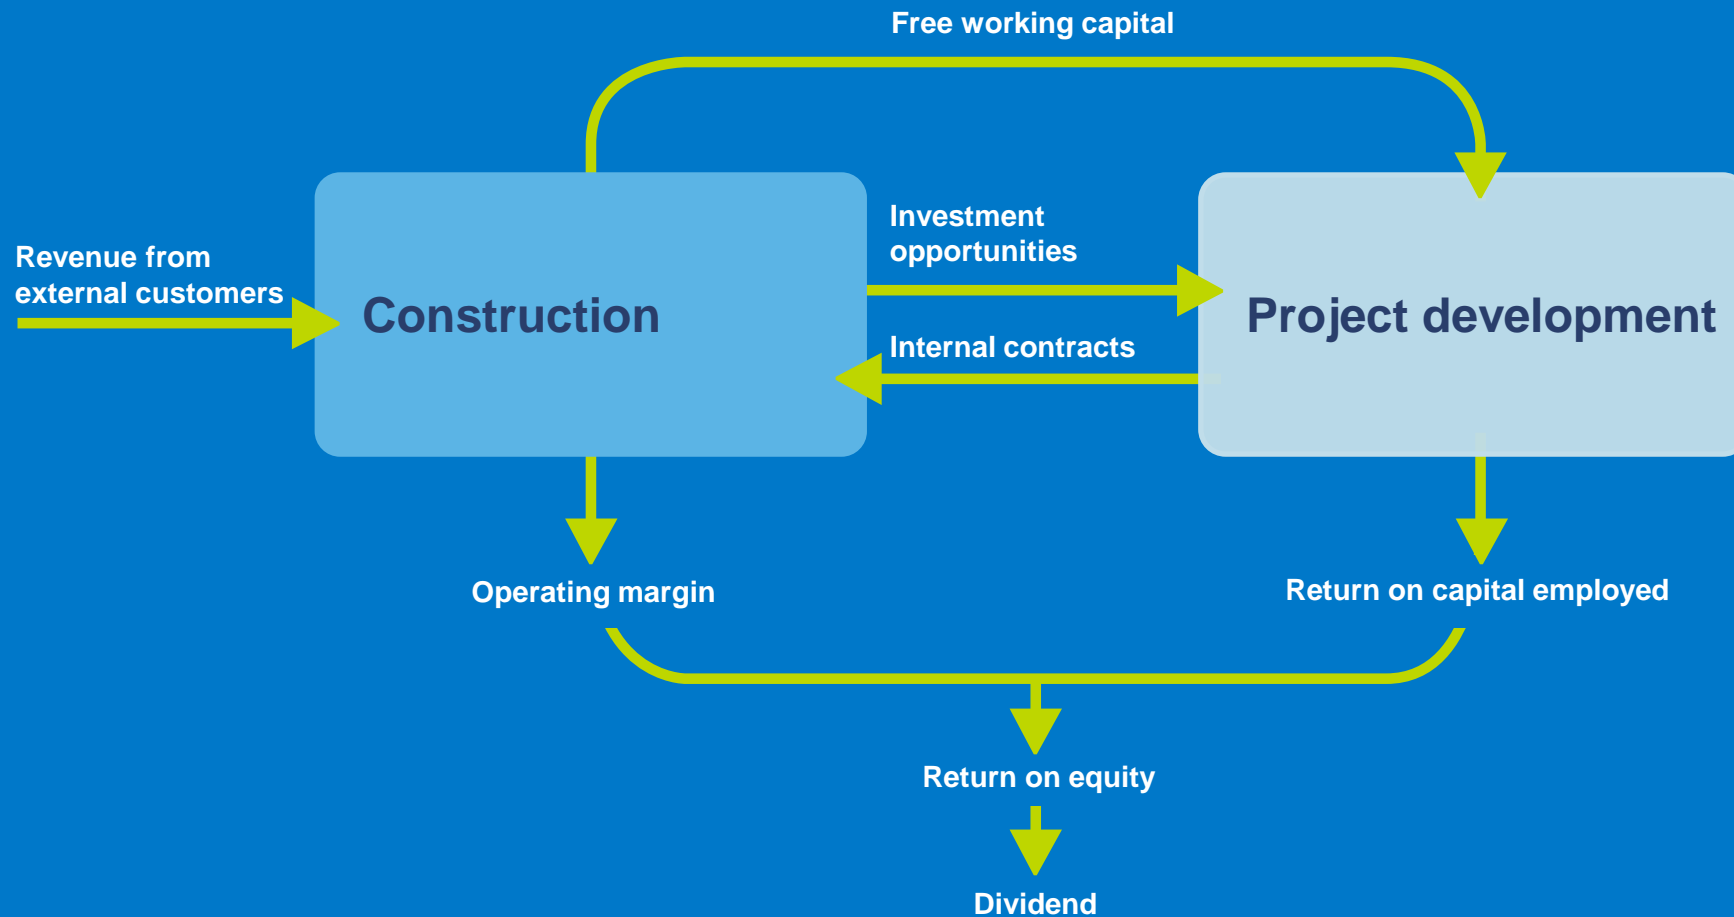 Free working capital
Revenue from
external customers
Construction
Investment
opportunities
Internal contracts
Project development
Operating margin
Return on capital employed
Return on equity
Dividend